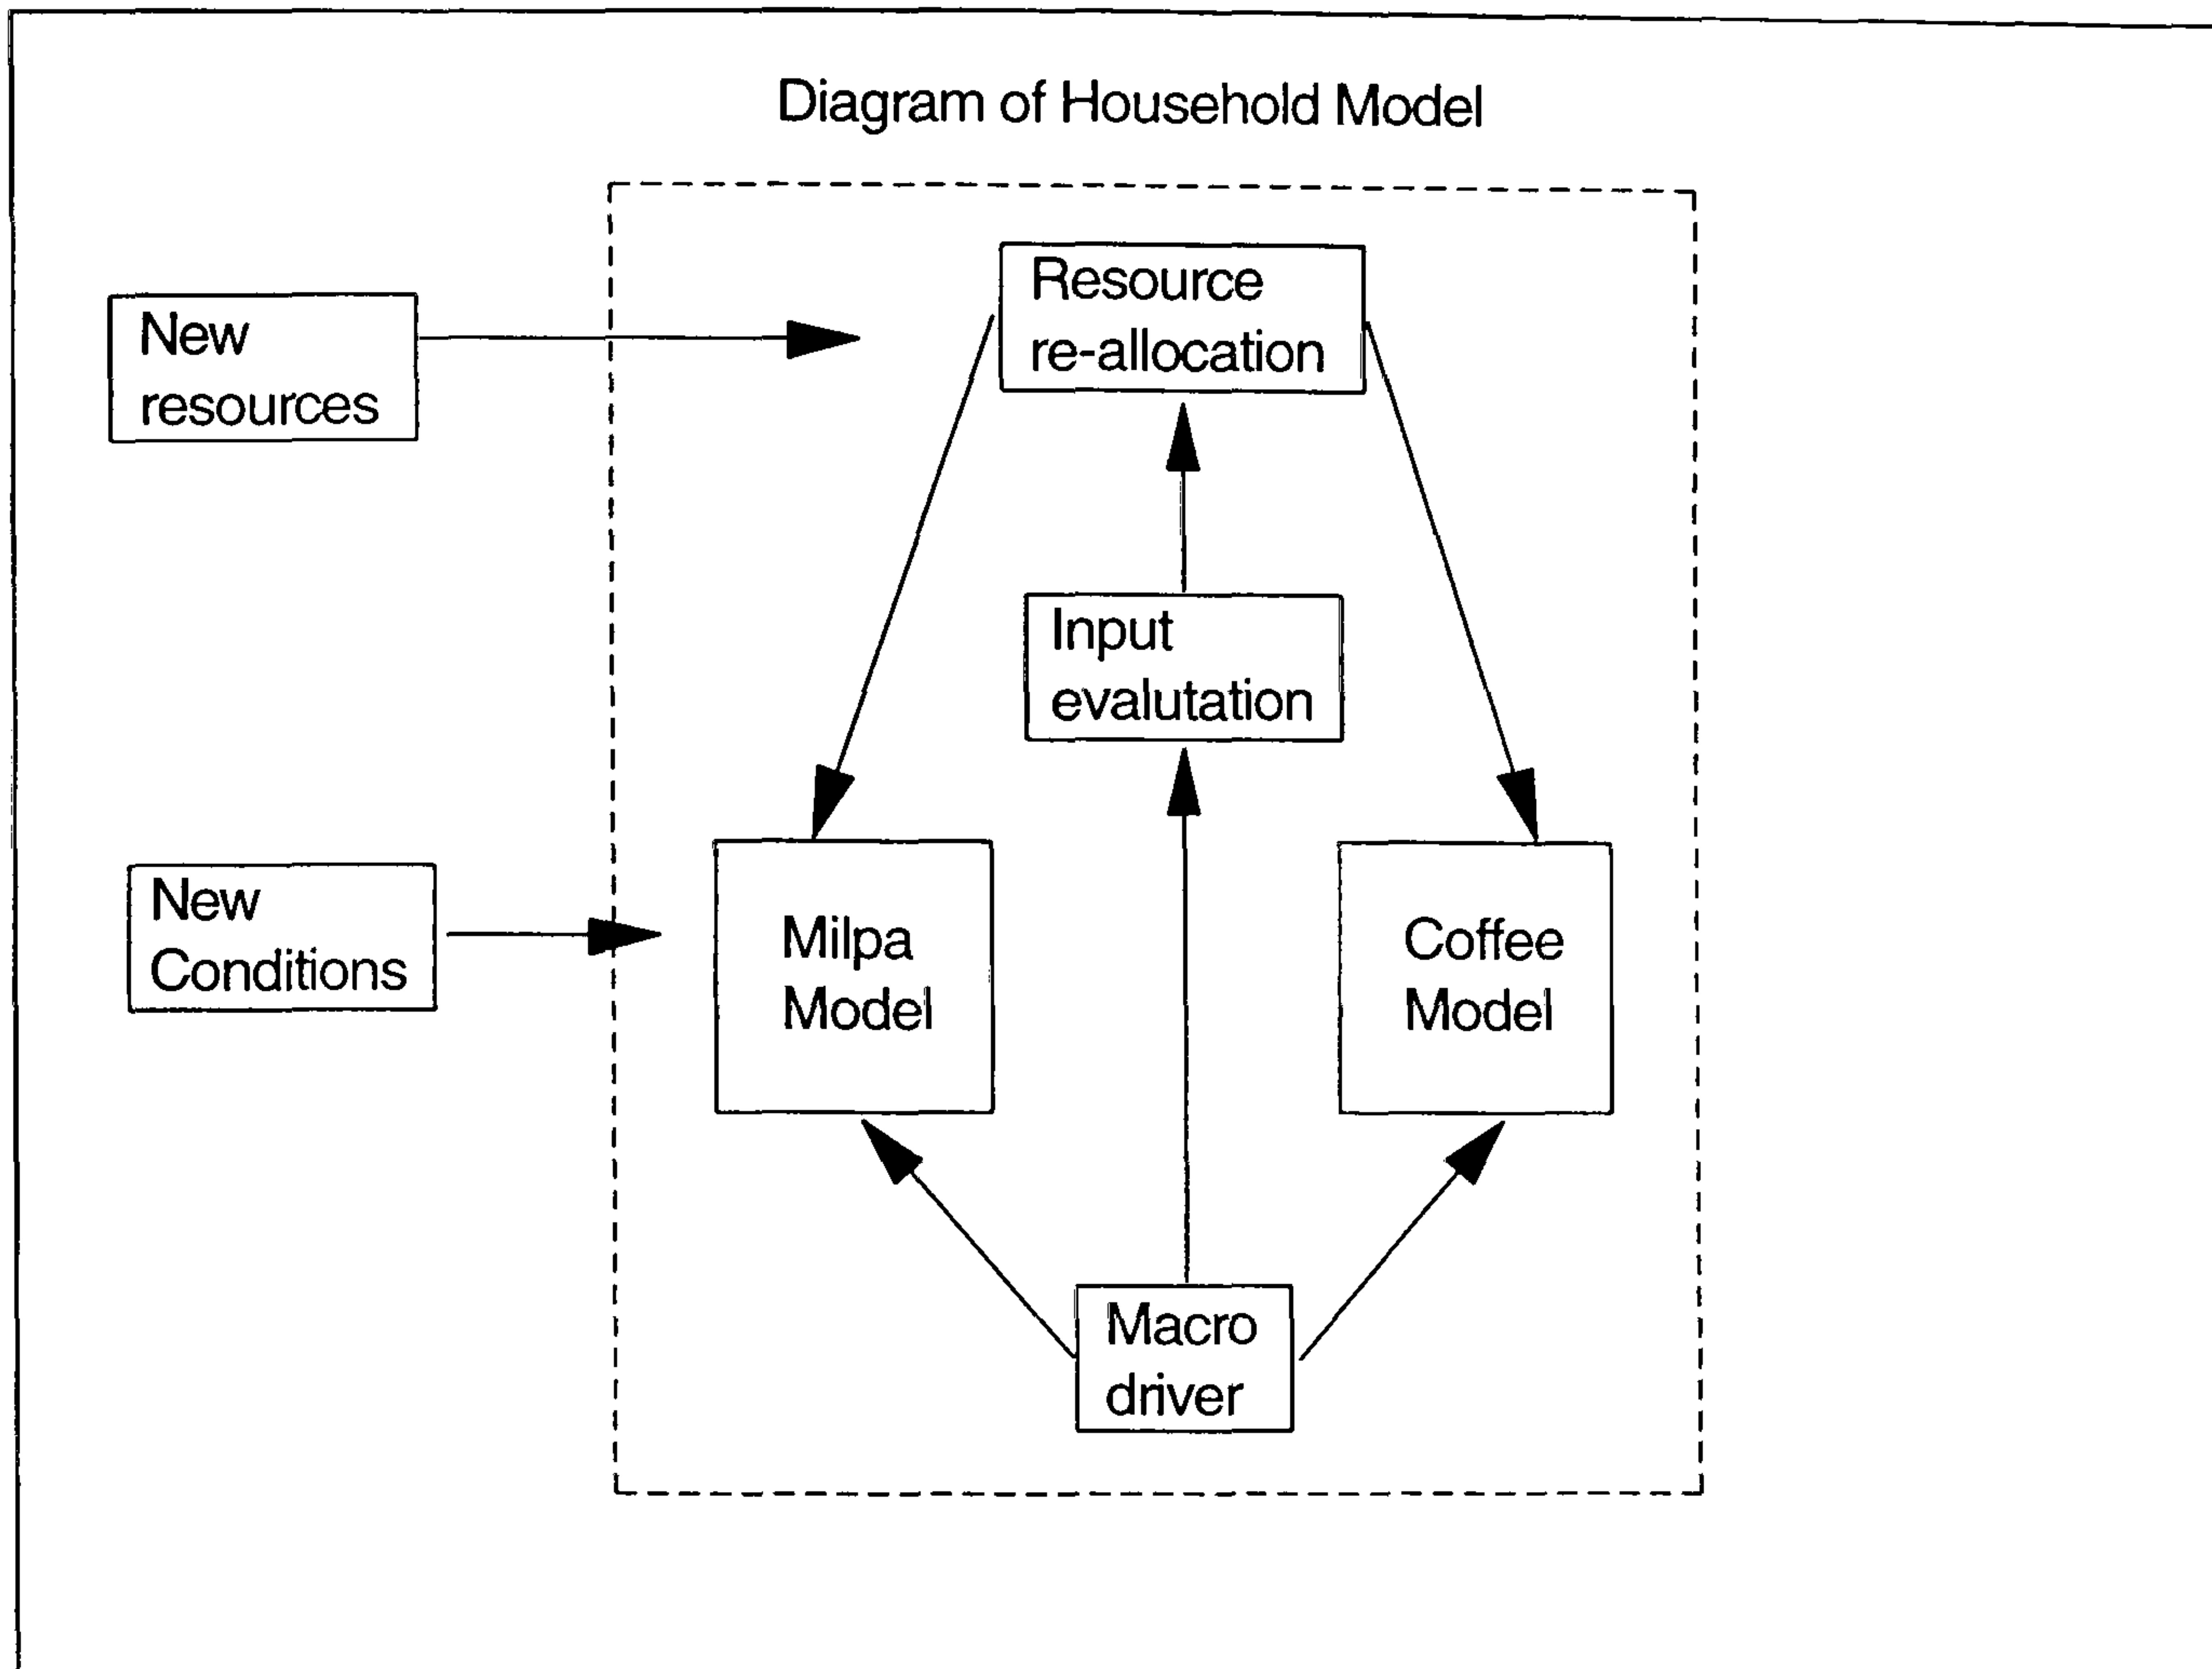 Diagram of Household Model
Resource
re-allocation
New
resources
Input
evalutation
New
Conditions
Milpa
Model
Coffee
Model
Macro
driver